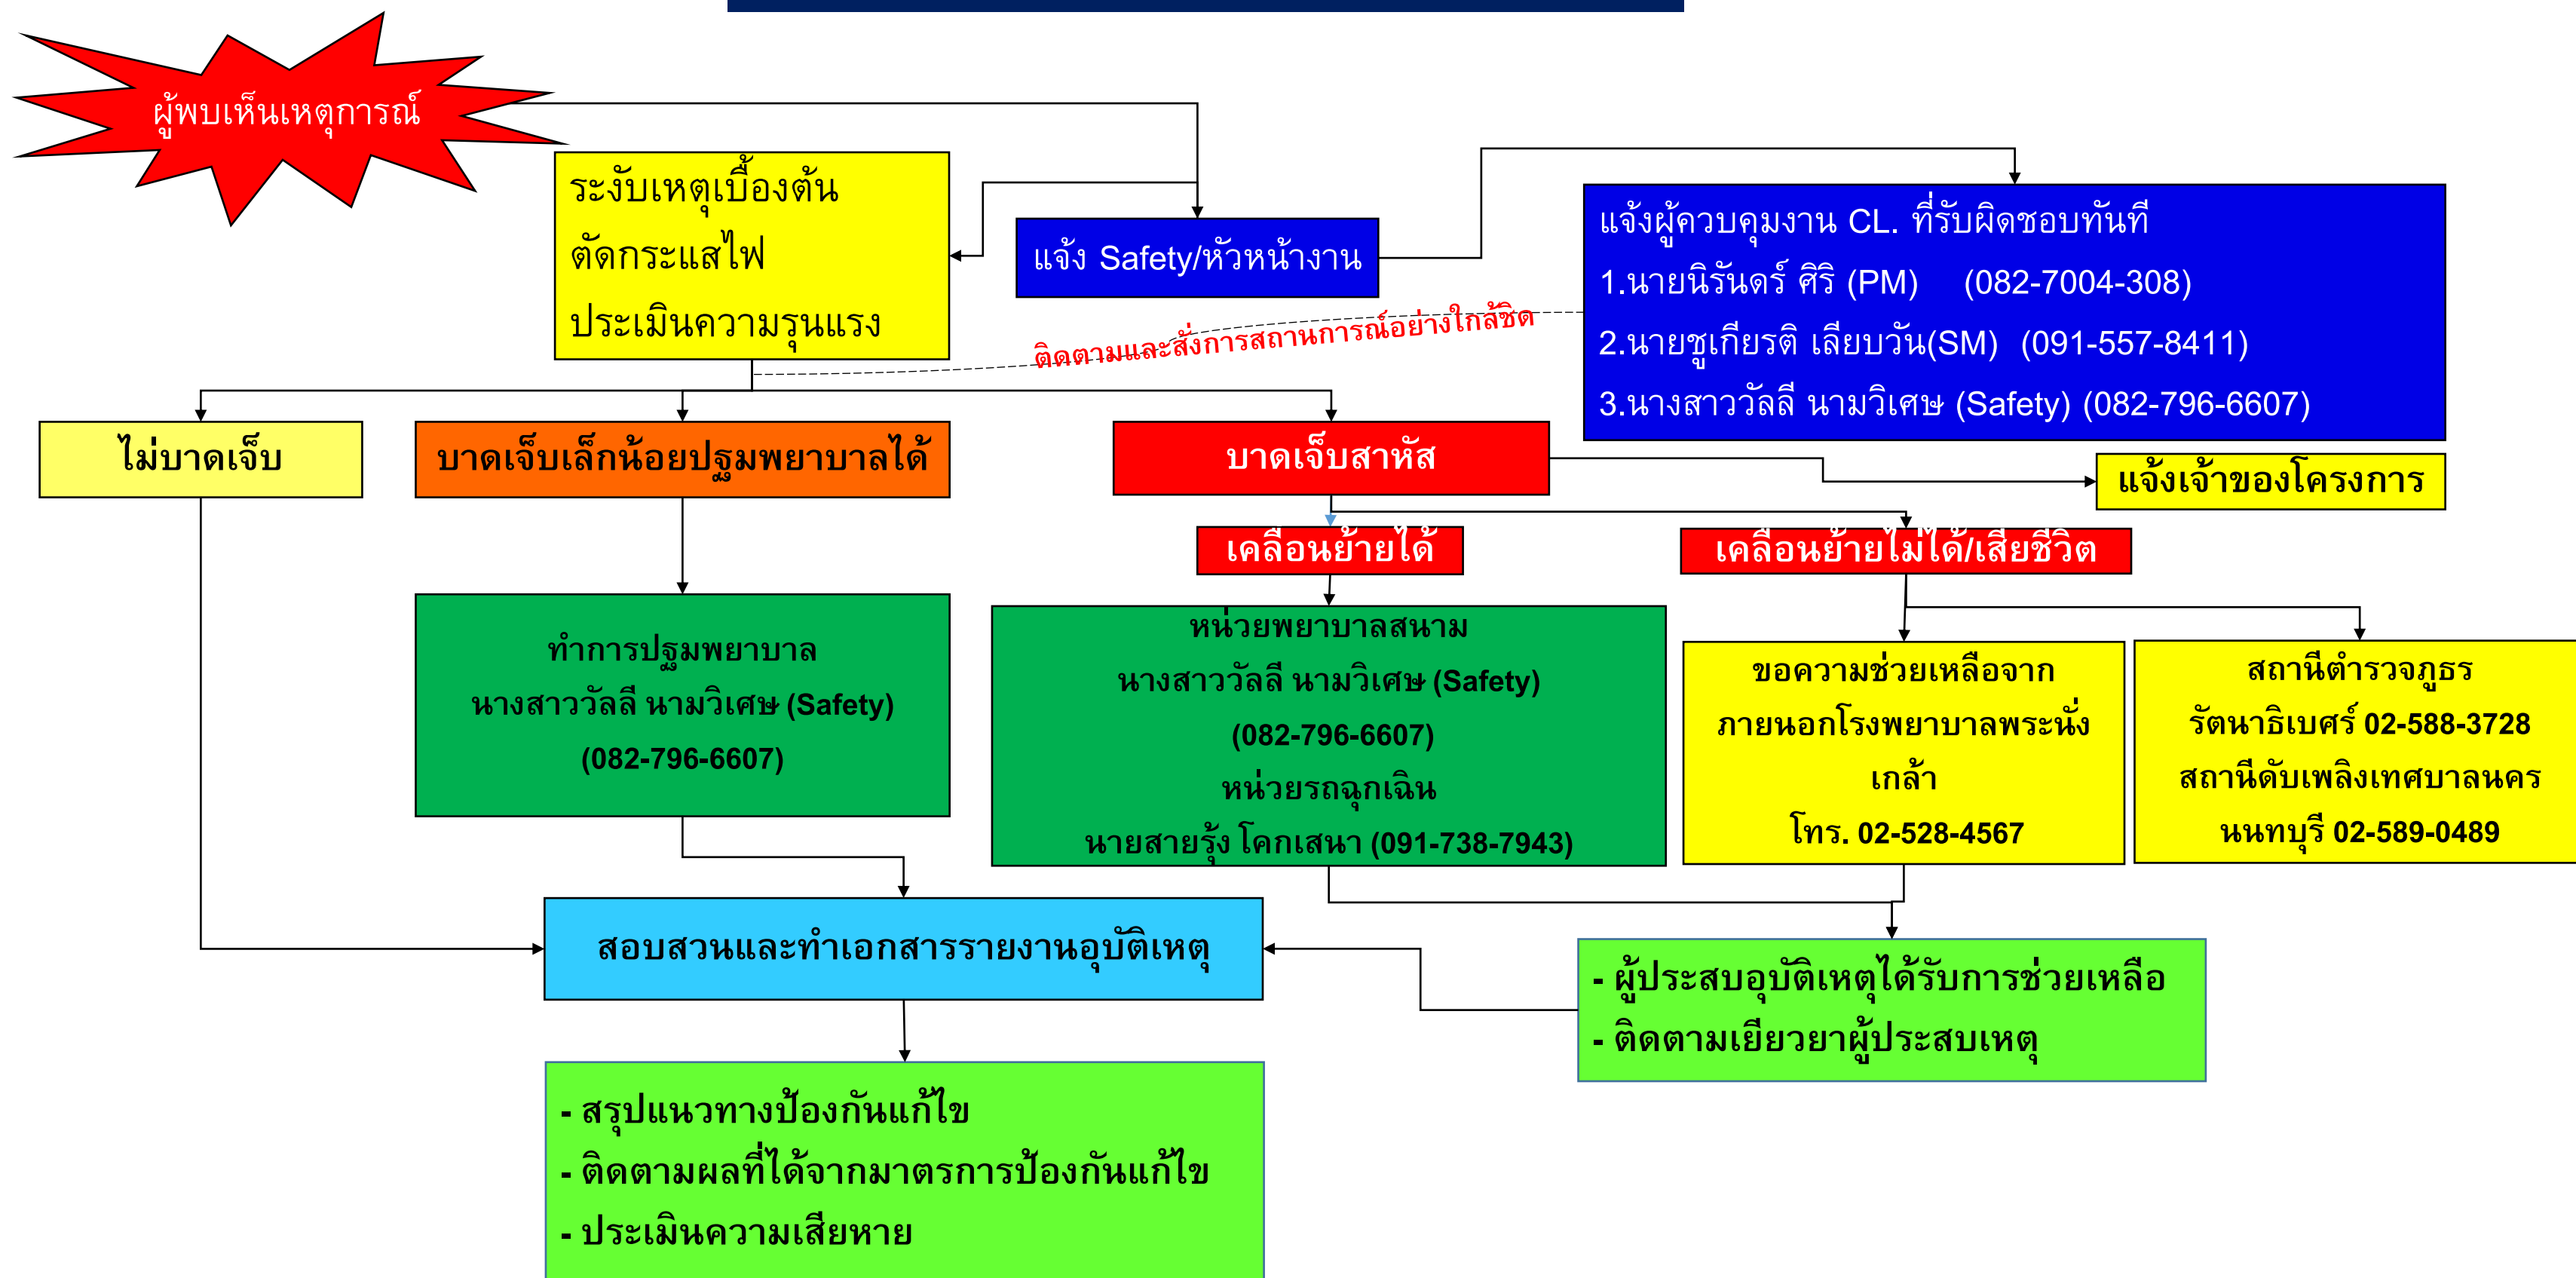 ผู้พบเห็นเหตุการณ์
ระงับเหตุเบื้องต้น
ตัดกระแสไฟ
ประเมินความรุนแรง
แจ้ง Safety/หัวหน้างาน
แจ้งผู้ควบคุมงาน CL. ที่รับผิดชอบทันที
1.นายนิรันดร์ ศิริ (PM) (082-7004-308)
2.นายชูเกียรติ เลียบวัน(SM) (091-557-8411)
3.นางสาววัลลี นามวิเศษ (Safety) (082-796-6607)
ติดตามและสั่งการสถานการณ์อย่างใกล้ชิด
ไม่บาดเจ็บ
บาดเจ็บเล็กน้อยปฐมพยาบาลได้
บาดเจ็บสาหัส
แจ้งเจ้าของโครงการ
เคลื่อนย้ายได้
เคลื่อนย้ายไม่ได้/เสียชีวิต
ทำการปฐมพยาบาล
นางสาววัลลี นามวิเศษ (Safety)
(082-796-6607)
หน่วยพยาบาลสนาม
นางสาววัลลี นามวิเศษ (Safety)
(082-796-6607)
หน่วยรถฉุกเฉิน
นายสายรุ้ง โคกเสนา (091-738-7943)
ขอความช่วยเหลือจาก
ภายนอกโรงพยาบาลพระนั่ง
เกล้า
โทร. 02-528-4567
สถานีตำรวจภูธร
รัตนาธิเบศร์ 02-588-3728
สถานีดับเพลิงเทศบาลนคร
นนทบุรี 02-589-0489
สอบสวนและทำเอกสารรายงานอุบัติเหตุ
- ผู้ประสบอุบัติเหตุได้รับการช่วยเหลือ
- ติดตามเยียวยาผู้ประสบเหตุ
- สรุปแนวทางป้องกันแก้ไข
- ติดตามผลที่ได้จากมาตรการป้องกันแก้ไข
- ประเมินความเสียหาย